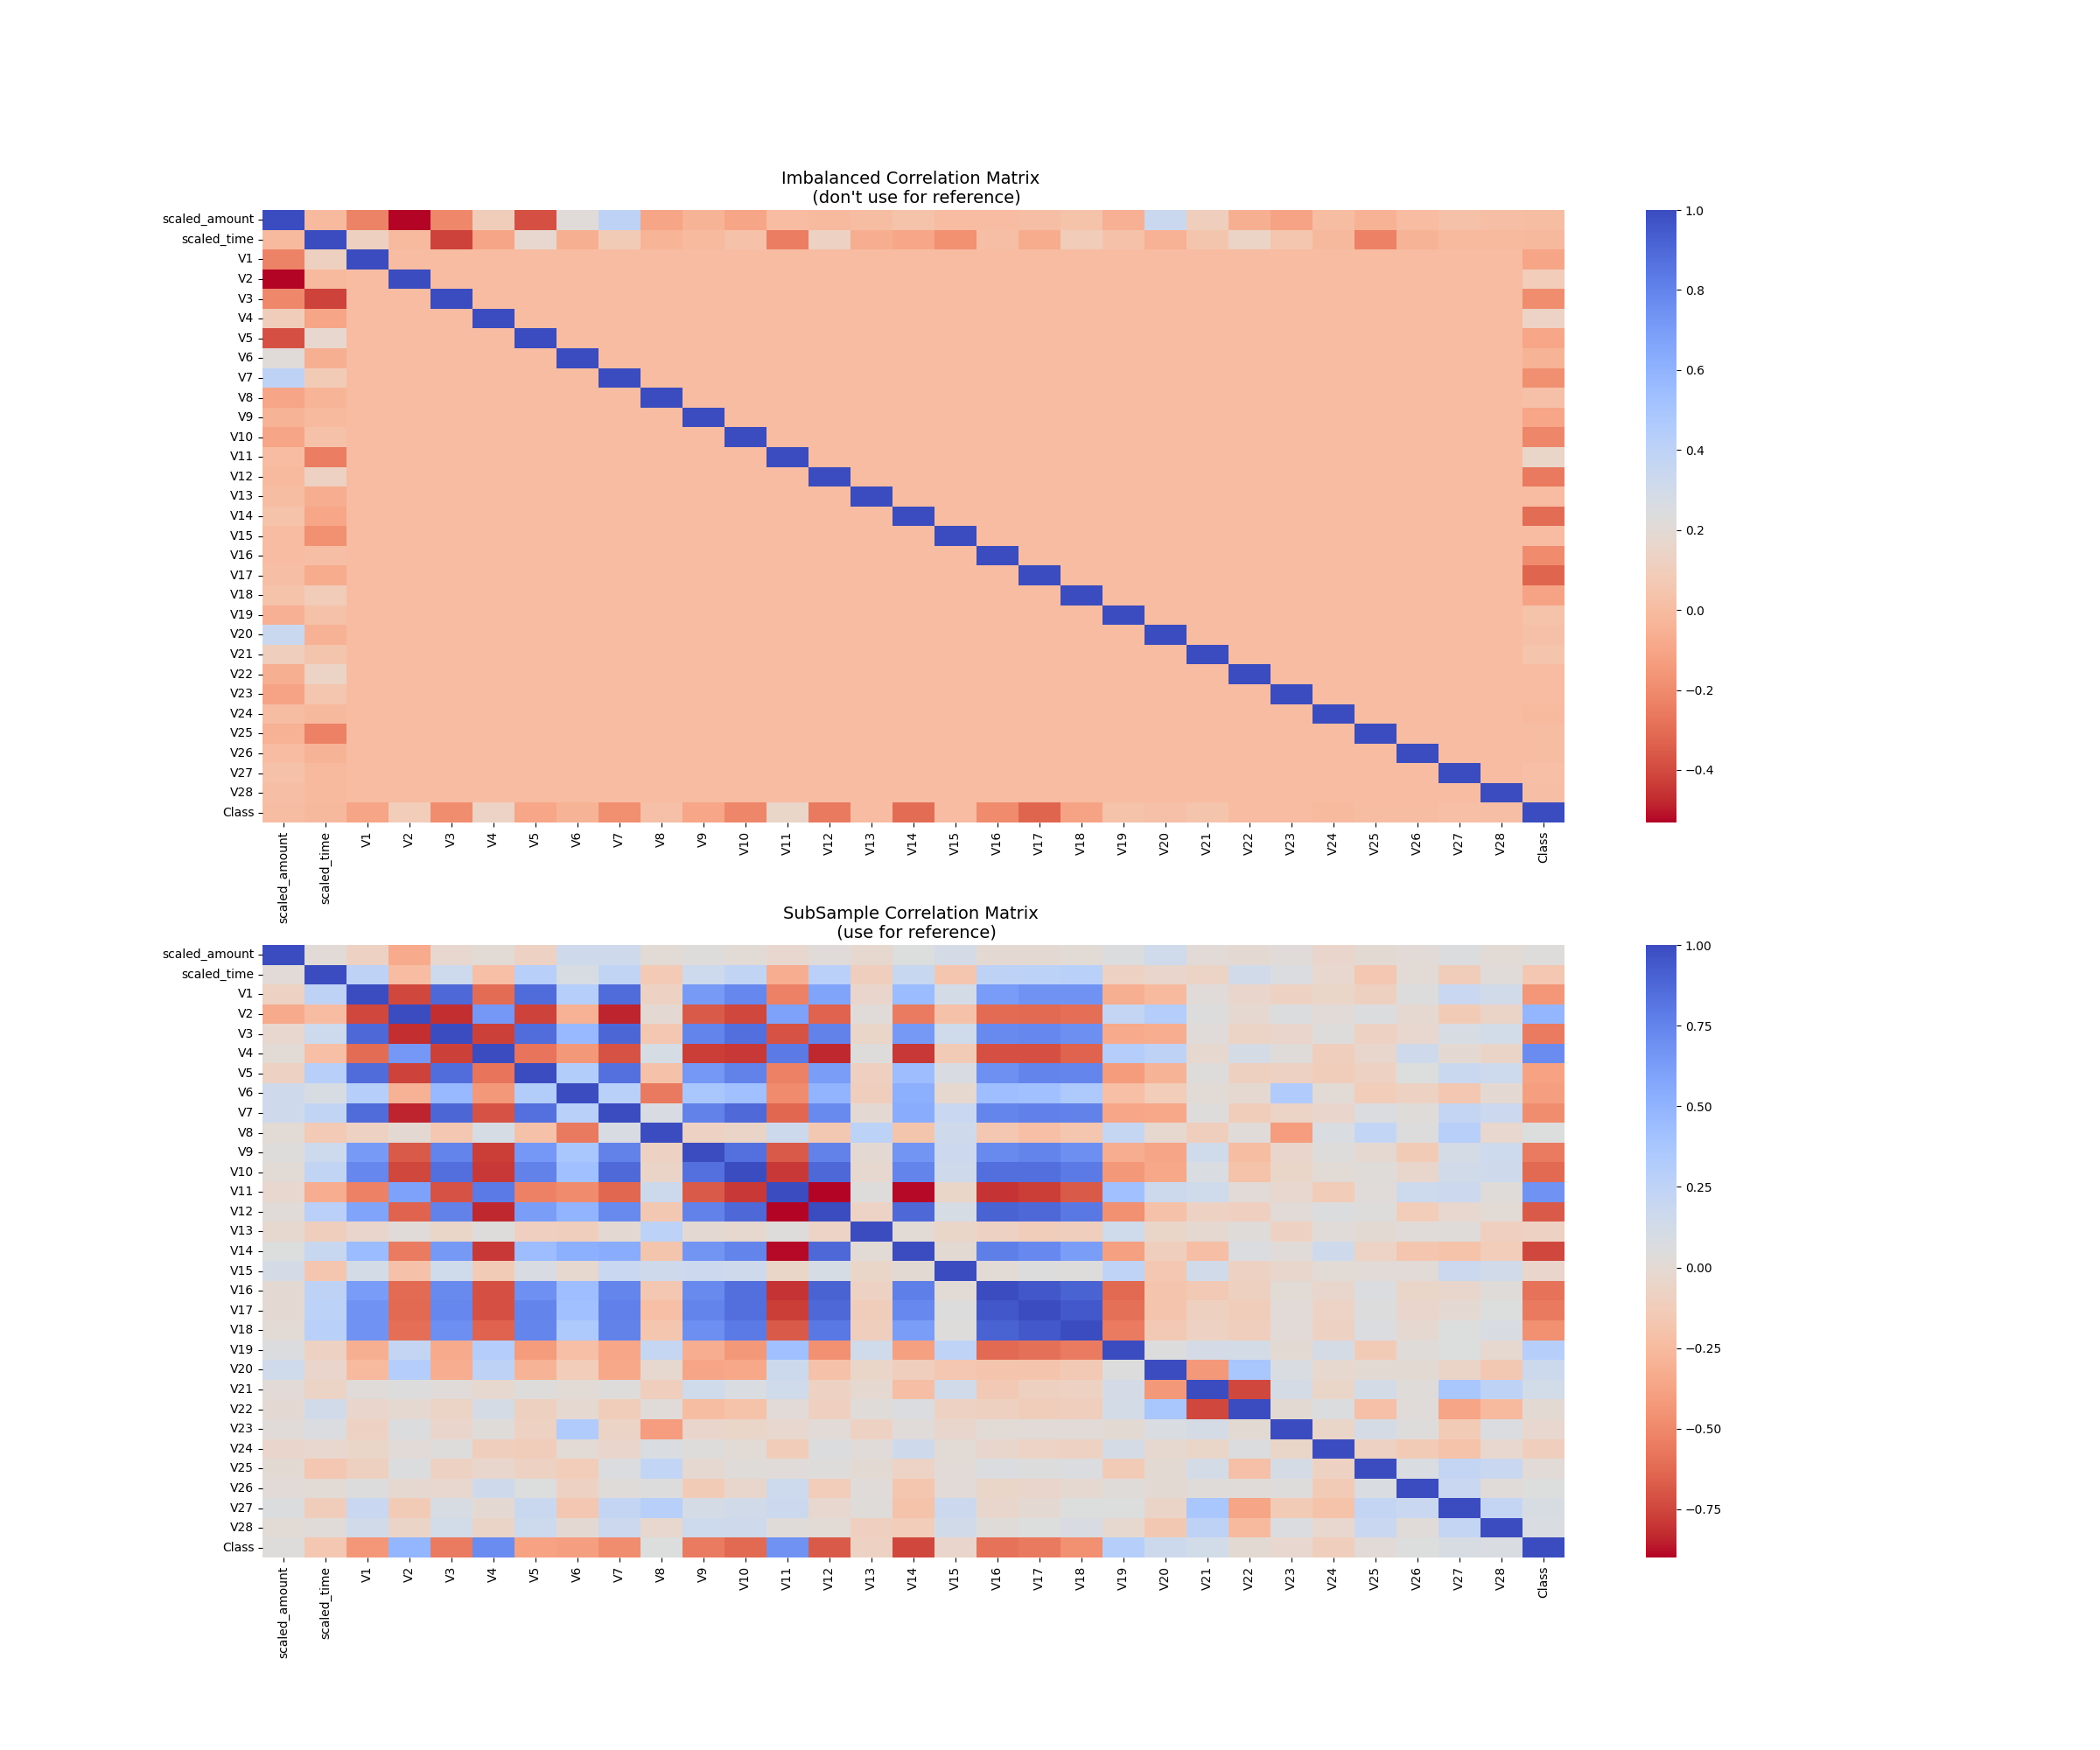 Imbalanced Correlation Matrix
(don't use for reference)
scaled_amount
scaled_time
V1
V2
V3
V4
V5
V6
V7
V8
V9
V10
V11
V12
V13
V14
V15
V16
V17
V18
V19
V20
V21
V22
V23
V24
V25
V26
V27
V28
Class
scaled_amount scaled_time V1 V2 V3 V4 V5 V6 V7 V8 V9 V10 V11 V12 V13 V14 V15 V16 V17 V18 V19 V20 V21 V22 V23 V24 V25 V26 V27 V28 Class
1.0
0.8
0.6
0.4
0.2
0.0
−0.2
−0.4
SubSample Correlation Matrix
(use for reference)
scaled_amount
scaled_time
V1
V2
V3
V4
V5
V6
V7
V8
V9
V10
V11
V12
V13
V14
V15
V16
V17
V18
V19
V20
V21
V22
V23
V24
V25
V26
V27
V28
Class
scaled_amount scaled_time V1 V2 V3 V4 V5 V6 V7 V8 V9 V10 V11 V12 V13 V14 V15 V16 V17 V18 V19 V20 V21 V22 V23 V24 V25 V26 V27 V28 Class
1.00
0.75
0.50
0.25
0.00
−0.25
−0.50
−0.75